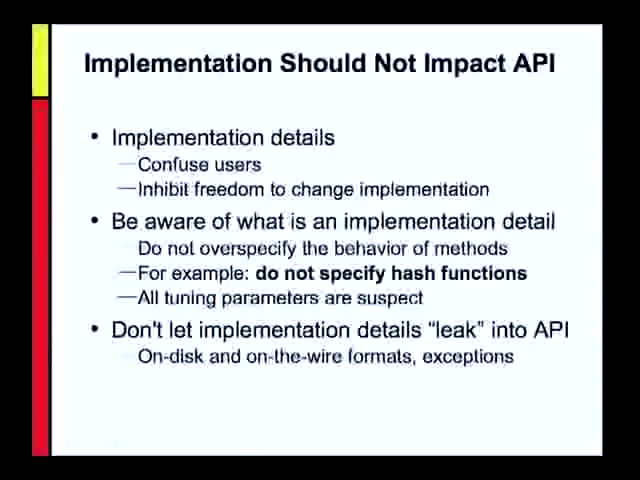 Implementation Should Not Impact API
• Implementation details
—Confuse users
—Inhibit freedom to change implementation
• Be aware of what is an implementation detail
Do not overspecify the behavior of methods
—For example: do not specify hash functions
—All tuning parameters are suspect
• Don't let implementation details “leak” into API
On-disk and on-the-wire formats, exceptions